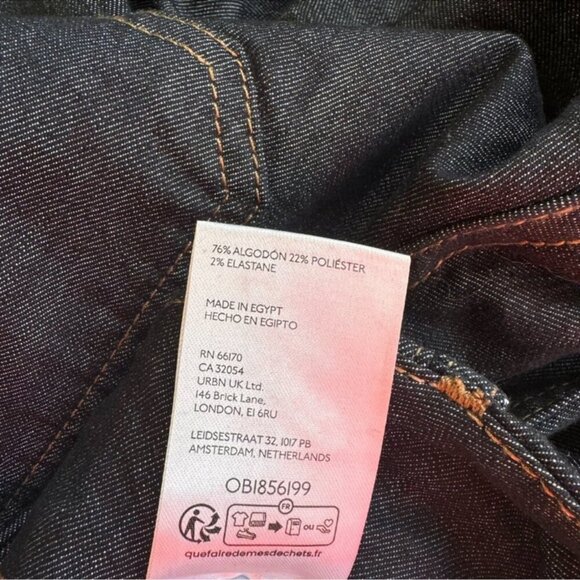 76% ALGODÓN 22% POLIÉSTER
2% ELASTANE
MADE IN EGYPT
HECHO EN EGIPTO
RN 66170
CA 32054
URBN UK Ltd.
146 Brick Lane,
LONDON, E1 6RU
LEIDSESTRAAT 32, 1017 PB
AMSTERDAM, NETHERLANDS
OB1856199
FR
OU
quefairedemesdechets.fr